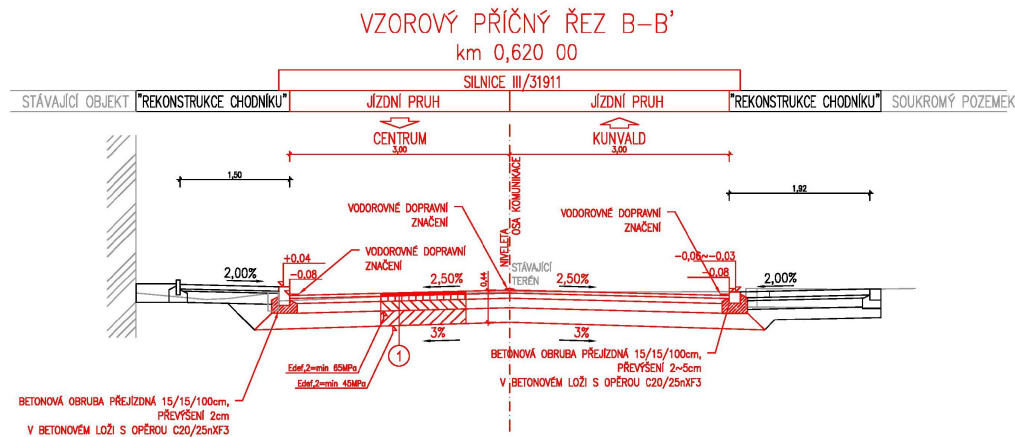 VZOROVÝ PŘÍČNÝ ŘEZ B–B'
km 0,620 00
SILNICE III/31911
STÁVAJÍCÍ OBJEKT
"REKONSTRUKCE CHODNÍKU"
JÍZDNÍ PRUH
JÍZDNÍ PRUH
"REKONSTRUKCE CHODNÍKU"
SOUKROMÝ POZEMEK
CENTRUM
KUNVALD
3,00
3,00
1,50
1,92
NIVELETA
OSA KOMUNIKACE
VODOROVNÉ DOPRAVNÍ
ZNAČENÍ
VODOROVNÉ DOPRAVNÍ
ZNAČENÍ
VODOROVNÉ DOPRAVNÍ
ZNAČENÍ
STÁVAJÍCÍ
TERÉN
+0,04
-0,08
-0,06~-0,03
-0,08
2,00%
2,50%
2,50%
2,00%
0,44
3%
3%
1
Edef,2=min 65MPa
Edef,2=min 45MPa
BETONOVÁ OBRUBA PŘEJÍZDNÁ 15/15/100cm,
PŘEVÝŠENÍ 2~5cm
V BETONOVÉM LOŽI S OPĚROU C20/25nXF3
BETONOVÁ OBRUBA PŘEJÍZDNÁ 15/15/100cm,
PŘEVÝŠENÍ 2cm
V BETONOVÉM LOŽI S OPĚROU C20/25nXF3